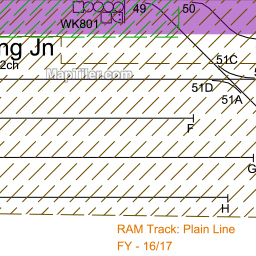 49
50
WK801
ng Jn
2ch
51C
MapTiler.com
51D
51A
F
G
H
RAM Track: Plain Line
FY - 16/17